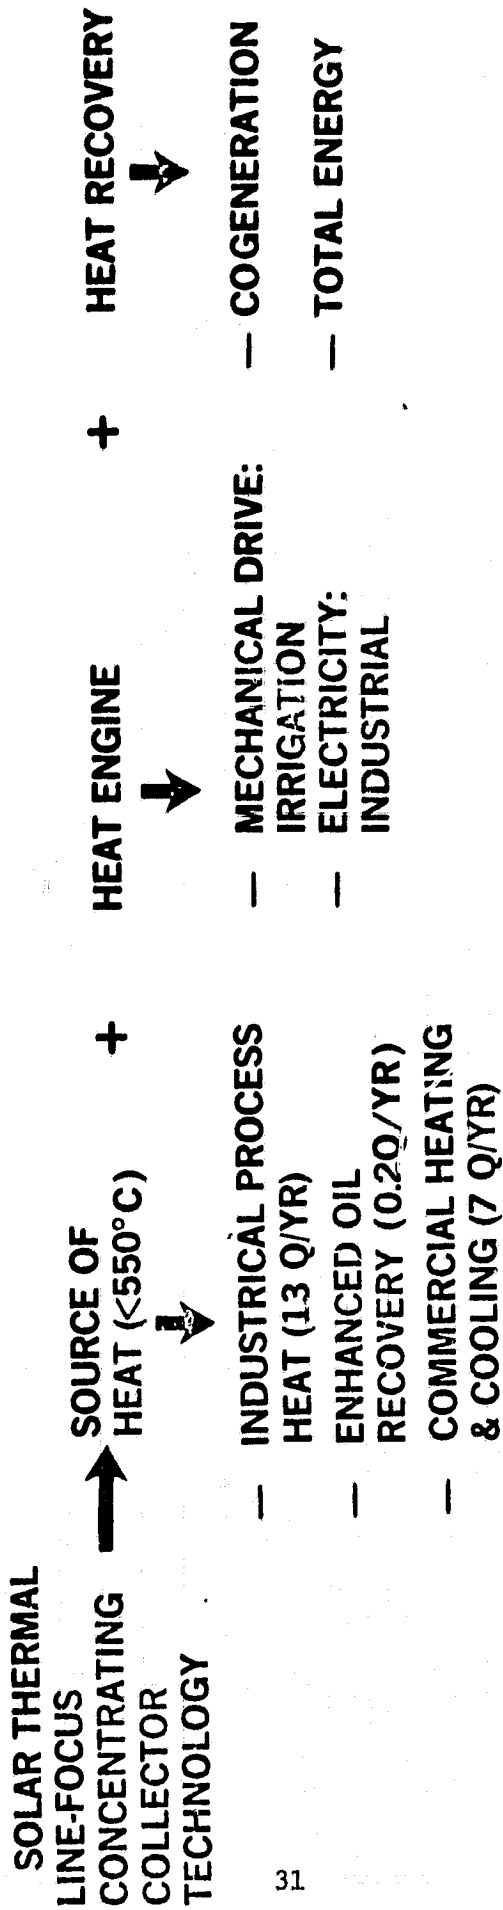 SOLAR THERMAL
LINE-FOCUS
CONCENTRATING
COLLECTOR
TECHNOLOGY
SOURCE OF
HEAT (<550°C)
— INDUSTRIAL PROCESS
HEAT (13 Q/YR)
— ENHANCED OIL
RECOVERY (0.2Q/YR)
— COMMERCIAL HEATING
& COOLING (7 Q/YR)
+
HEAT ENGINE
— MECHANICAL DRIVE:
IRRIGATION
— ELECTRICITY:
INDUSTRIAL
+
HEAT RECOVERY
— COGENERATION
— TOTAL ENERGY
31